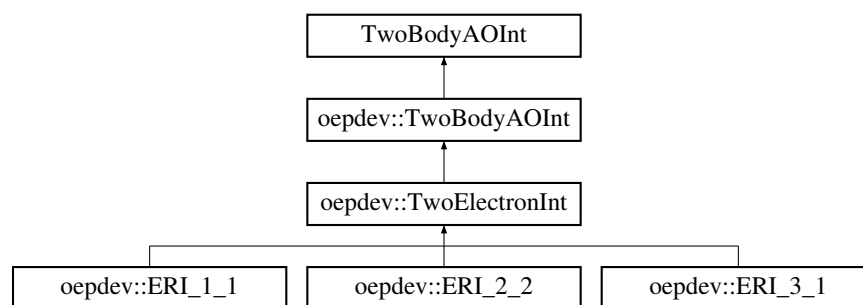 TwoBodyAOInt
oepdev::TwoBodyAOInt
oepdev::TwoElectronInt
oepdev::ERI_1_1 oepdev::ERI_2_2 oepdev::ERI_3_1